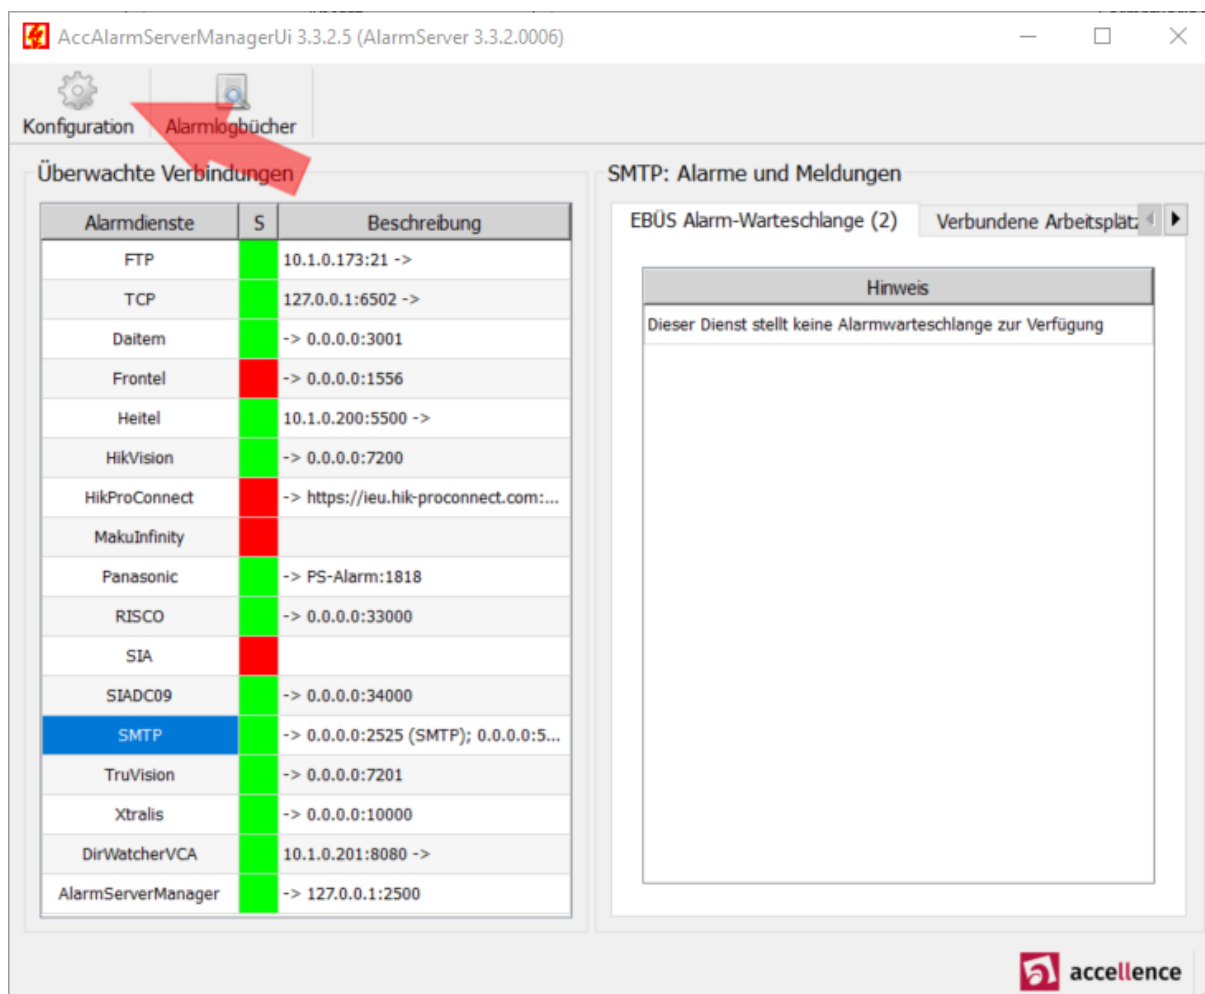 AccAlarmServerManagerUi 3.3.2.5 (AlarmServer 3.3.2.0006)
Konfiguration Alarmlogbücher
Überwachte Verbindungen
Alarmdienste S Beschreibung
FTP 10.1.0.173:21 ->
TCP 127.0.0.1:6502 ->
Daitem -> 0.0.0.0:3001
Frontel -> 0.0.0.0:1556
Heitel 10.1.0.200:5500 ->
HikVision -> 0.0.0.0:7200
HikProConnect -> https://ieu.hik-proconnect.com:...
MakuInfinity
Panasonic -> PS-Alarm:1818
RISCO -> 0.0.0.0:33000
SIA
SIADC09 -> 0.0.0.0:34000
SMTP -> 0.0.0.0:2525 (SMTP); 0.0.0.0:5...
TruVision -> 0.0.0.0:7201
Xtralis -> 0.0.0.0:10000
DirWatcherVCA 10.1.0.201:8080 ->
AlarmServerManager -> 127.0.0.1:2500
SMTP: Alarme und Meldungen
EBÜS Alarm-Warteschlange (2) Verbundene Arbeitsplätz
Hinweis
Dieser Dienst stellt keine Alarmwarteschlange zur Verfügung
accellence